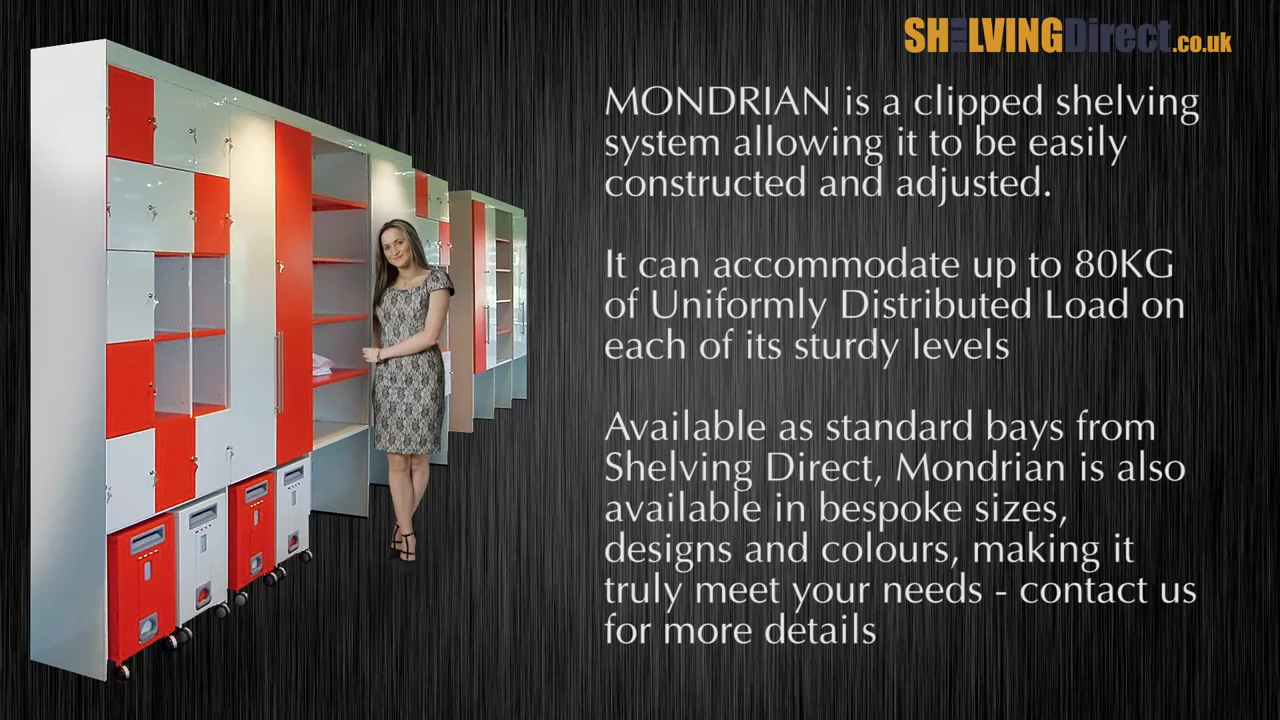 SHELVINGDirect.co.uk
MONDRIAN is a clipped shelving
system allowing it to be easily
constructed and adjusted.
It can accommodate up to 80KG
of Uniformly Distributed Load on
each of its sturdy levels
Available as standard bays from
Shelving Direct, Mondrian is also
available in bespoke sizes,
designs and colours, making it
truly meet your needs - contact us
for more details